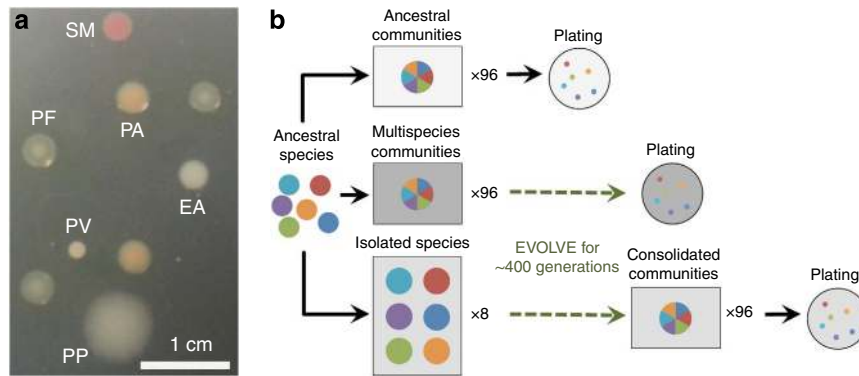 a
SM
PF
PA
EA
PV
PP
1 cm
b
Ancestral
communities
×96
Plating
Ancestral
species
Multispecies
communities
×96
Plating
Isolated species
×8
EVOLVE for
~400 generations
Consolidated
communities
×96
Plating